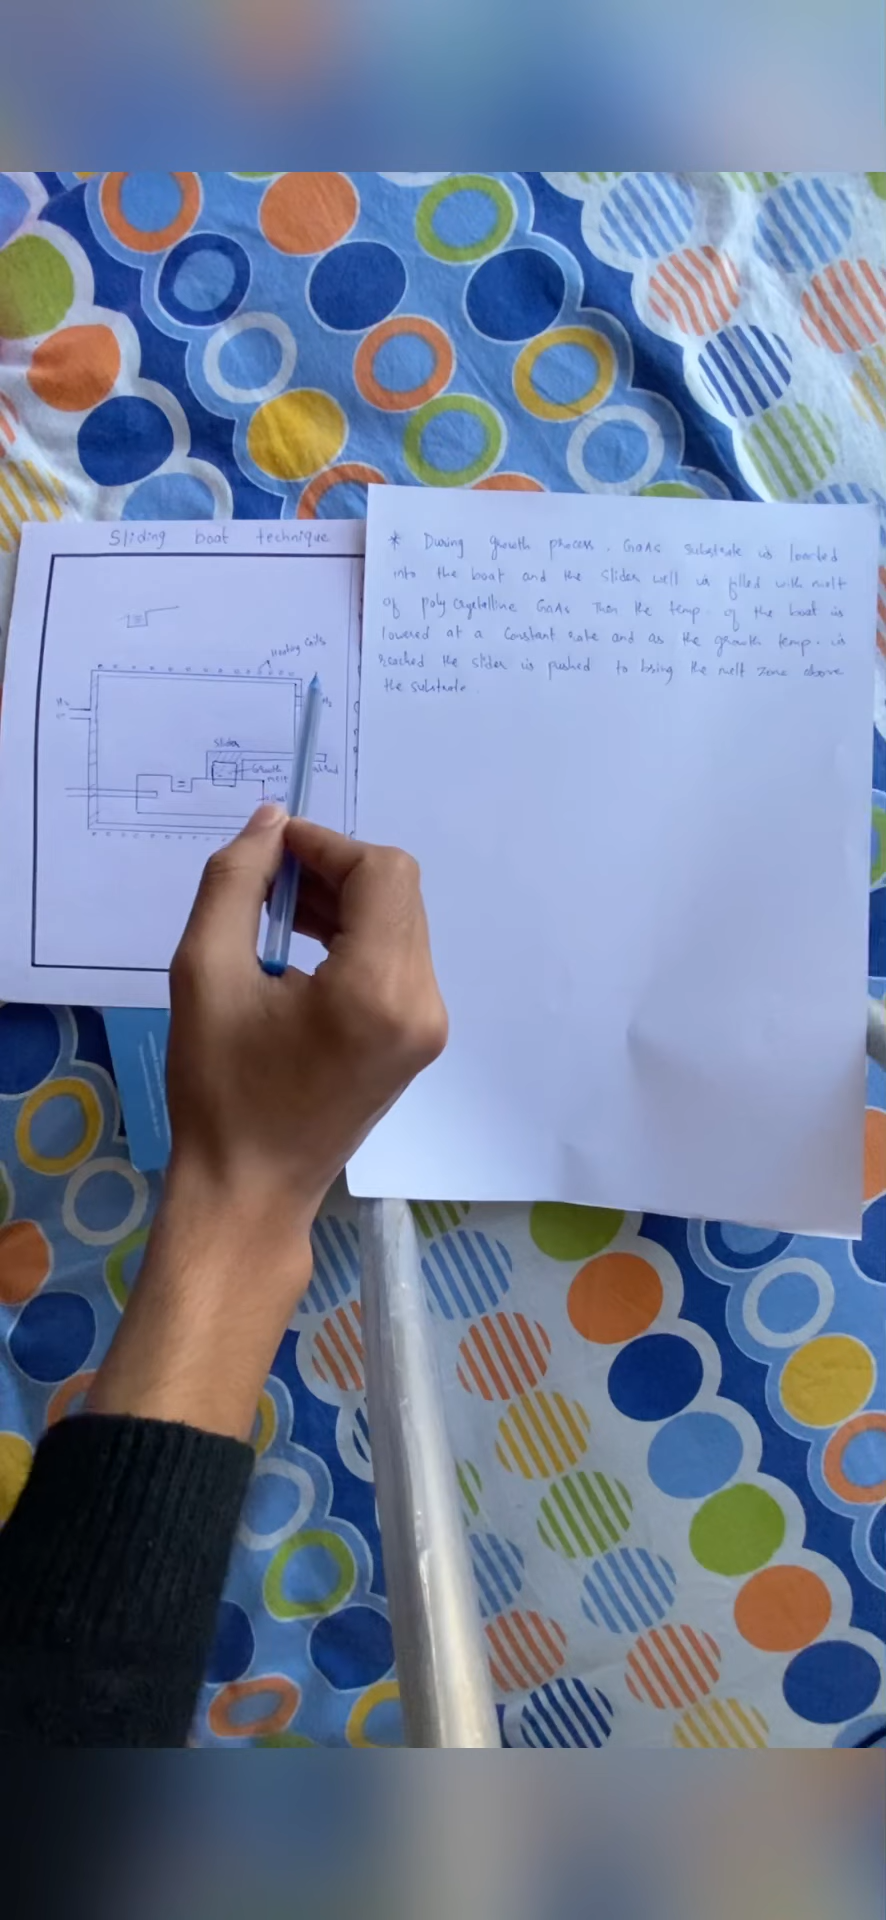 Sliding boat technique
Heating Coils
H2
Slider
Growth
melt
* During growth process, GaAs substrate is loaded
into the boat and the Slider well is filled with melt
of poly crystelline GaAs Then the temp. of the boat is
lowered at a Constant rate and as the growth temp. is
reached the slider is pushed to bring the melt zone above
the substrate.